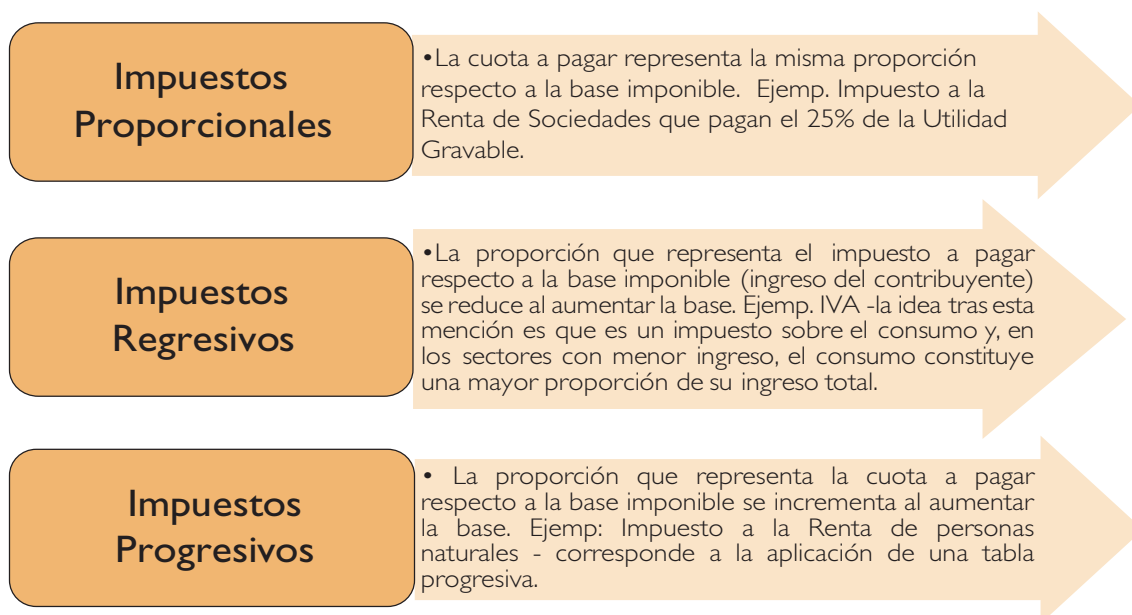 Impuestos
Proporcionales
•La cuota a pagar representa la misma proporción
respecto a la base imponible. Ejemp. Impuesto a la
Renta de Sociedades que pagan el 25% de la Utilidad
Gravable.
Impuestos
Regresivos
•La proporción que representa el impuesto a pagar
respecto a la base imponible (ingreso del contribuyente)
se reduce al aumentar la base. Ejemp. IVA -la idea tras esta
mención es que es un impuesto sobre el consumo y, en
los sectores con menor ingreso, el consumo constituye
una mayor proporción de su ingreso total.
Impuestos
Progresivos
• La proporción que representa la cuota a pagar
respecto a la base imponible se incrementa al aumentar
la base. Ejemp: Impuesto a la Renta de personas
naturales - corresponde a la aplicación de una tabla
progresiva.